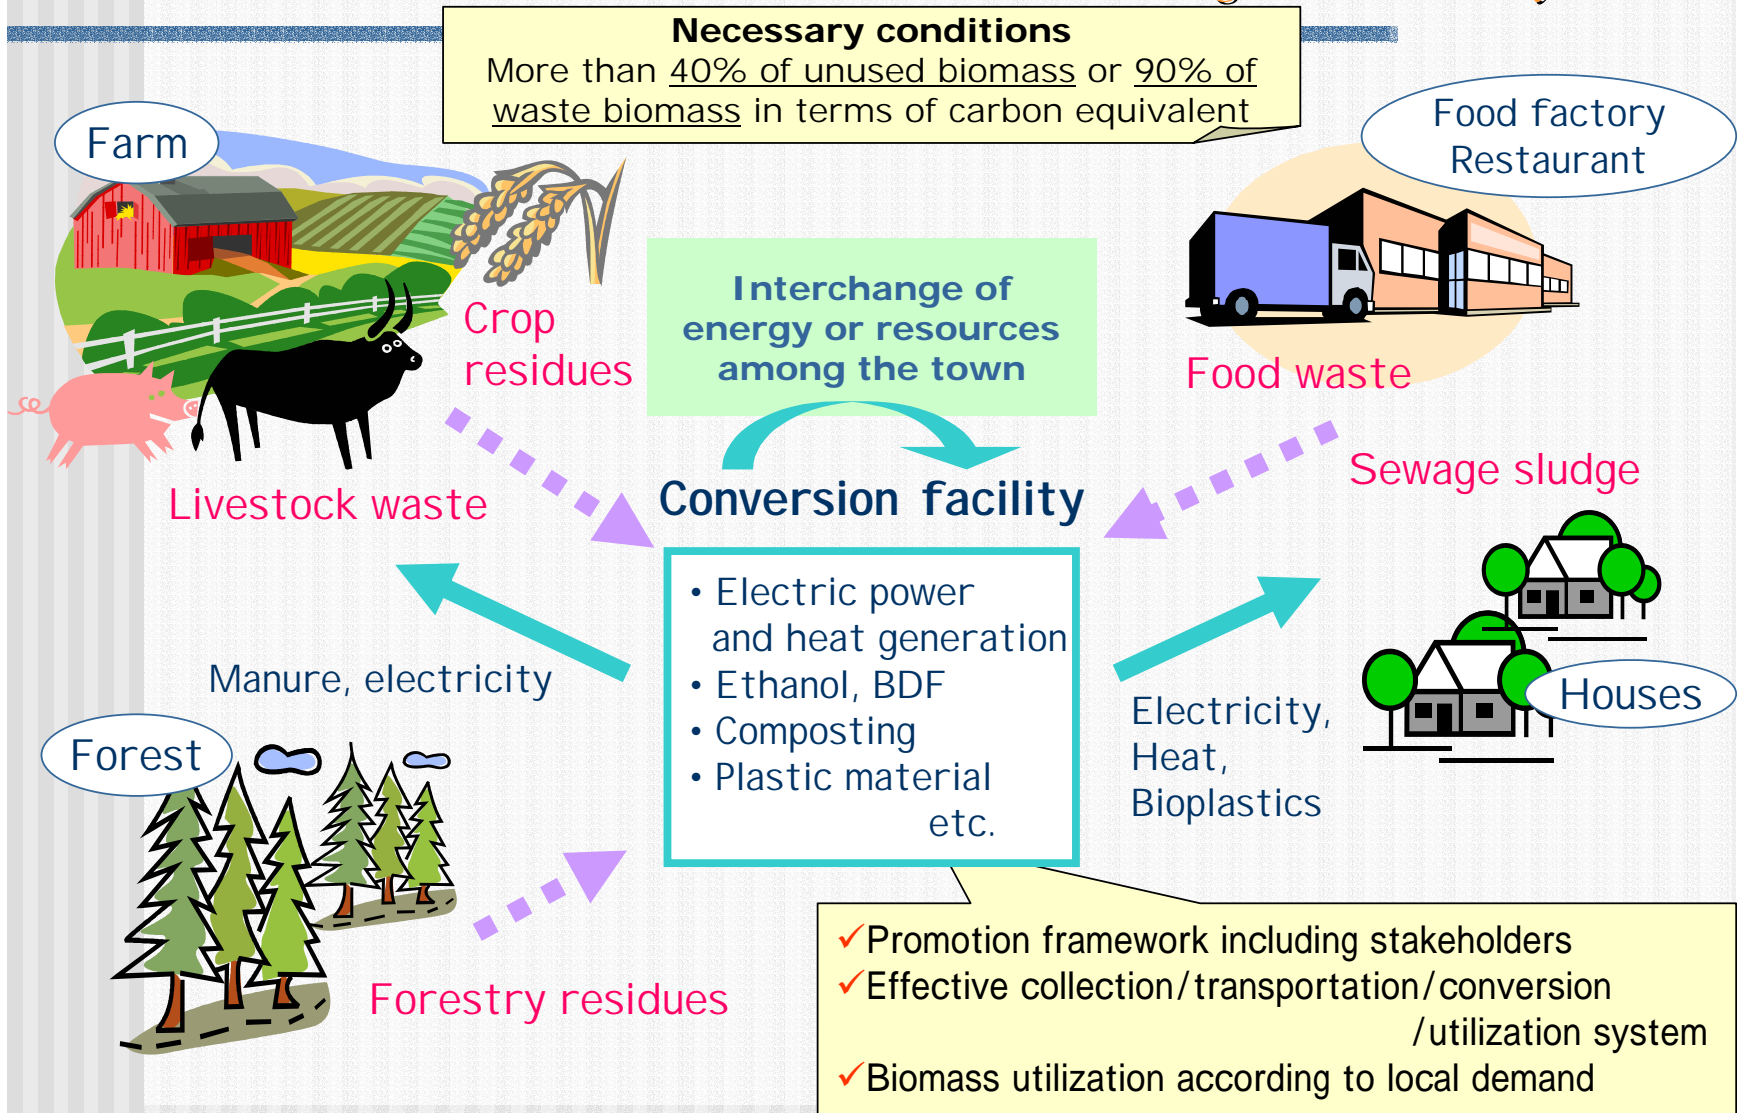 Necessary conditions
More than 40% of unused biomass or 90% of
waste biomass in terms of carbon equivalent
Farm
Food factory
Restaurant
Crop
residues
Interchange of
energy or resources
among the town
Food waste
Livestock waste
Conversion facility
Sewage sludge
• Electric power
and heat generation
• Ethanol, BDF
• Composting
• Plastic material
etc.
Manure, electricity
Electricity,
Heat,
Bioplastics
Houses
Forest
Forestry residues
✓Promotion framework including stakeholders
✓Effective collection/transportation/conversion
/utilization system
✓Biomass utilization according to local demand